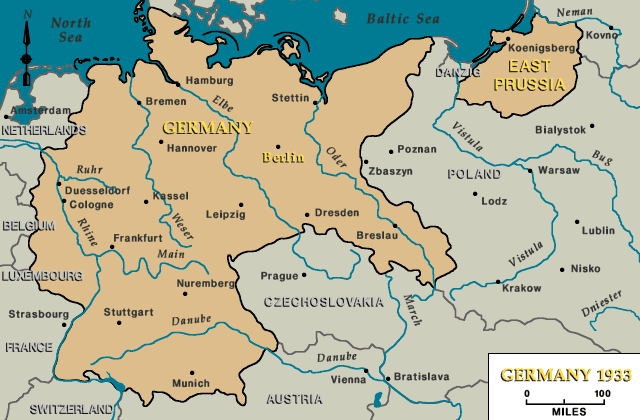 N
North
Sea
Baltic Sea
Neman
Kovno
Koenigsberg
EAST
PRUSSIA
DANZIG
Hamburg
Bremen
Elbe
Stettin
Amsterdam
NETHERLANDS
GERMANY
Hannover
Berlin
Oder
Poznan
Zbaszyn
Vistula
Bialystok
Bug
Warsaw
POLAND
Lodz
Ruhr
Duesseldorf
Cologne
Kassel
Weser
Leipzig
Dresden
Breslau
Lublin
BELGIUM
Rhine
Frankfurt
Main
Vistula
Nisko
LUXEMBOURG
Prague
Krakow
Nuremberg
CZECHOSLOVAKIA
March
Dniester
Strasbourg
Stuttgart
Danube
FRANCE
Danube
Munich
Vienna
Bratislava
SWITZERLAND
AUSTRIA
GERMANY 1933
0 100
MILES